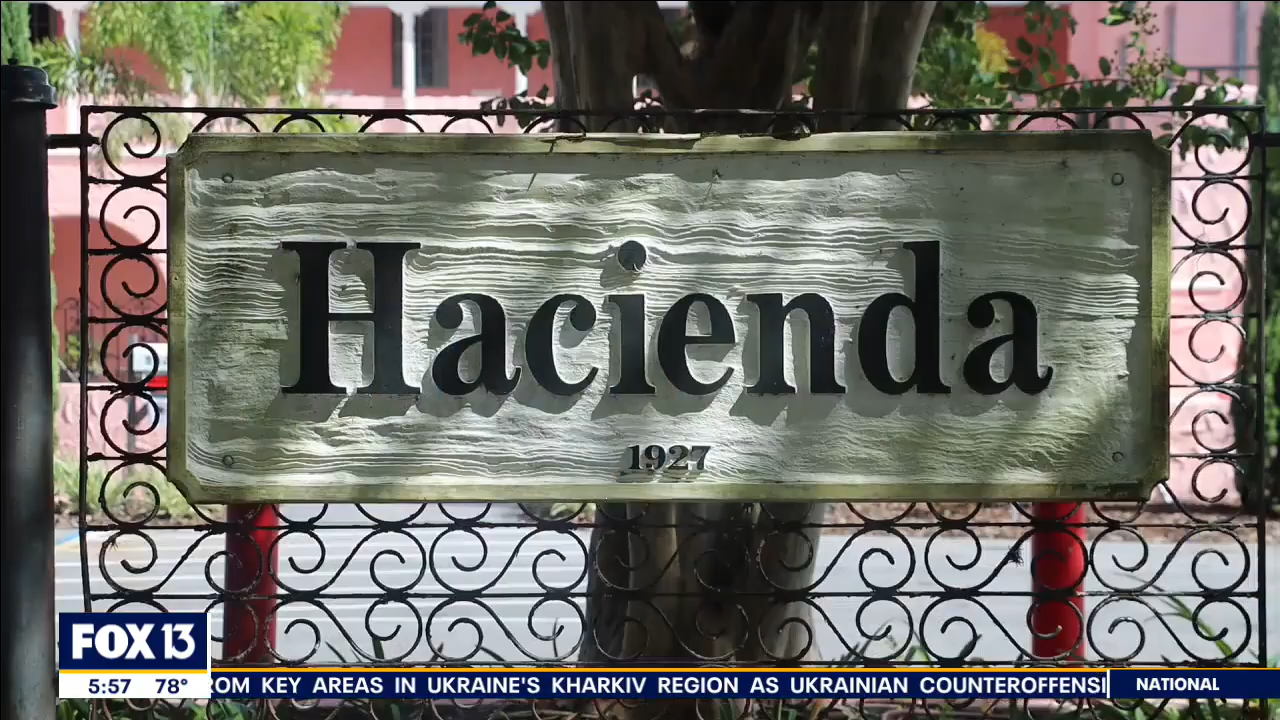 Hacienda
1927
FOX 13
5:57 78°
ROM KEY AREAS IN UKRAINE'S KHARKIV REGION AS UKRAINIAN COUNTEROFFENSI
NATIONAL